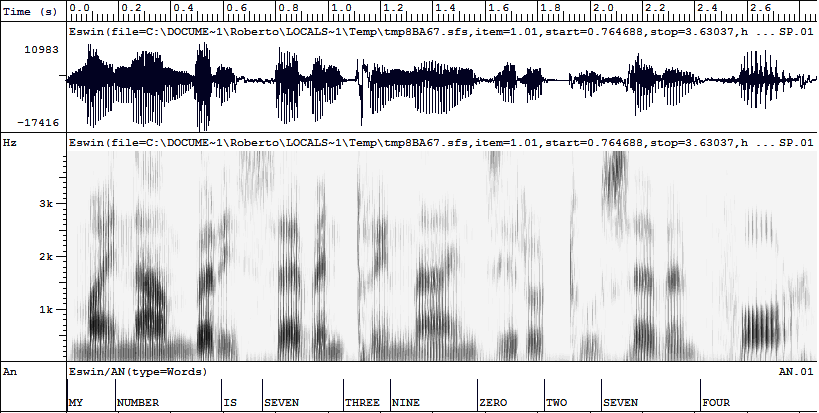 Time (s) 0.0 0.2 0.4 0.6 0.8 1.0 1.2 1.4 1.6 1.8 2.0 2.2 2.4 2.6
Eswin(file=C:\DOCUME~1\Roberto\LOCALS~1\Temp\tmp8BA67.sfs,item=1.01,start=0.764688,stop=3.63037,h ... SP.01
10983
-17416
Hz Eswin(file=C:\DOCUME~1\Roberto\LOCALS~1\Temp\tmp8BA67.sfs,item=1.01,start=0.764688,stop=3.63037,h ... SP.01
3k
2k
1k
An Eswin/AN(type=Words) AN.01
MY NUMBER IS SEVEN THREE NINE ZERO TWO SEVEN FOUR